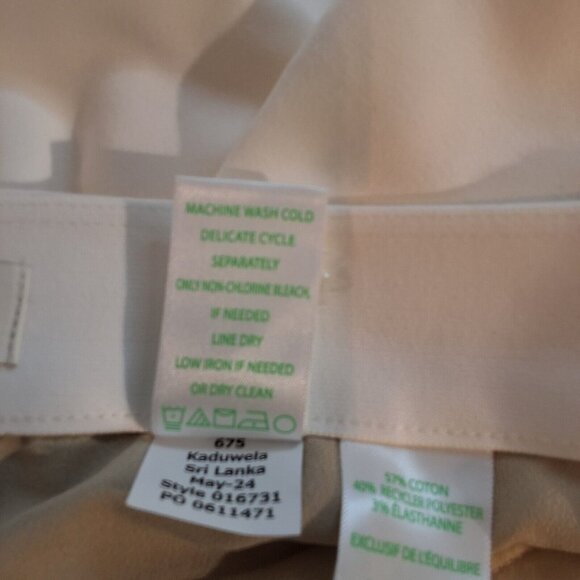 MACHINE WASH COLD
DELICATE CYCLE
SEPARATELY
ONLY NON-CHLORINE BLEACH,
IF NEEDED
LINE DRY
LOW IRON IF NEEDED
OR DRY CLEAN
675
Kaduwela
Sri Lanka
May-24
Style 016731
PO 0611471
57% COTON
40% RECYCLER POLYESTER
3% ÉLASTHANNE
EXCLUSIF DE L'ÉQUILIBRE